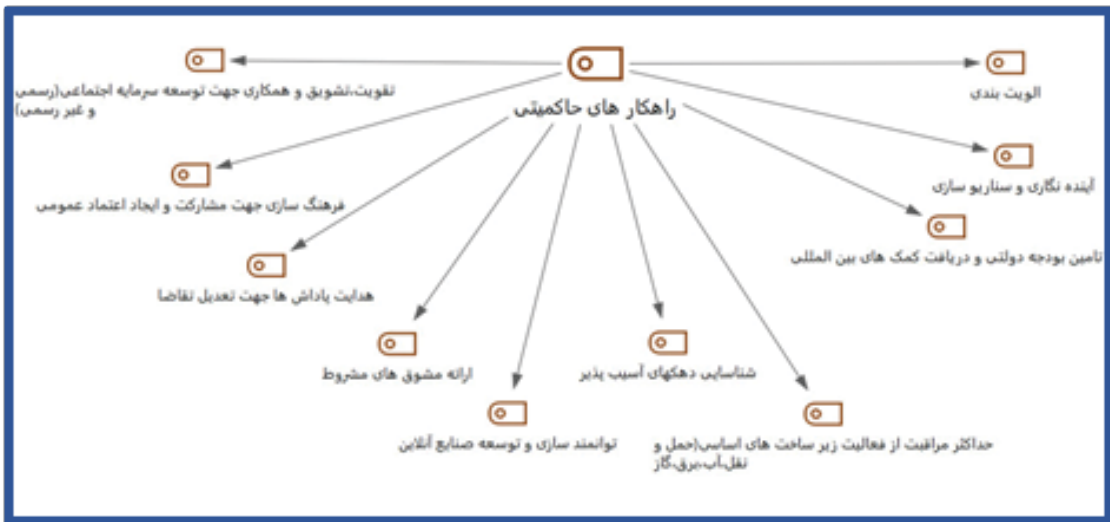 راهکار های حاکمیتی
الویت بندی
آینده نگاری و سناریو سازی
تامین بودجه دولتی و دریافت کمک های بین المللی
حداکثر مراقبت از فعالیت زیر ساخت های اساسی(حمل و
نقل،آب،برق،گاز
شناسایی دهکهای آسیب پذیر
توانمند سازی و توسعه صنایع آنلاین
ارائه مشوق های مشروط
هدایت پاداش ها جهت تعدیل تقاضا
فرهنگ سازی جهت مشارکت و ایجاد اعتماد عمومی
تقویت،تشویق و همکاری جهت توسعه سرمایه اجتماعی(رسمی
و غیر رسمی)